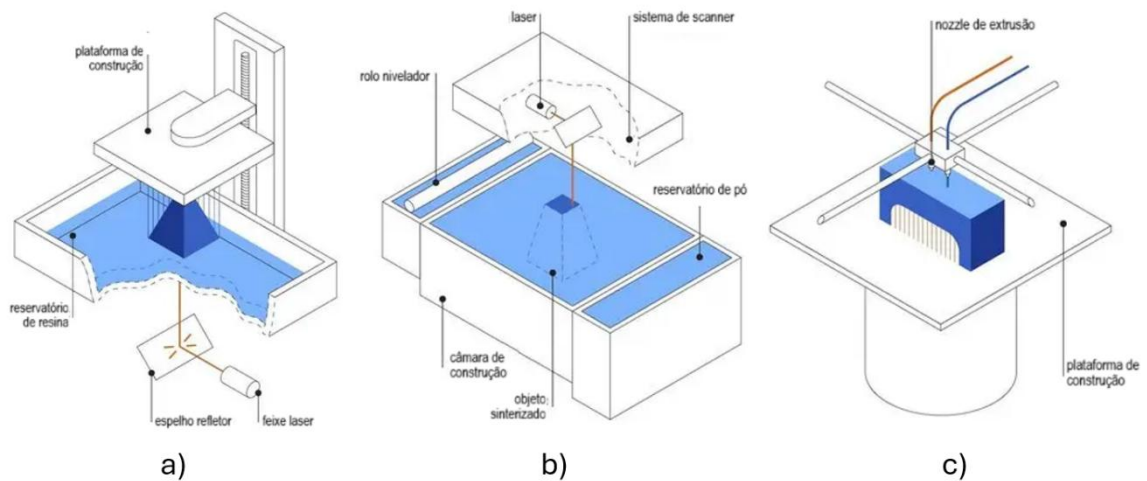 plataforma de
construção
reservatório
de resina
espelho refletor
feixe laser
a)
laser
sistema de scanner
rolo nivelador
reservatório de pó
câmara de
construção
objeto
sinterizado
b)
nozzle de extrusão
plataforma de
construção
c)